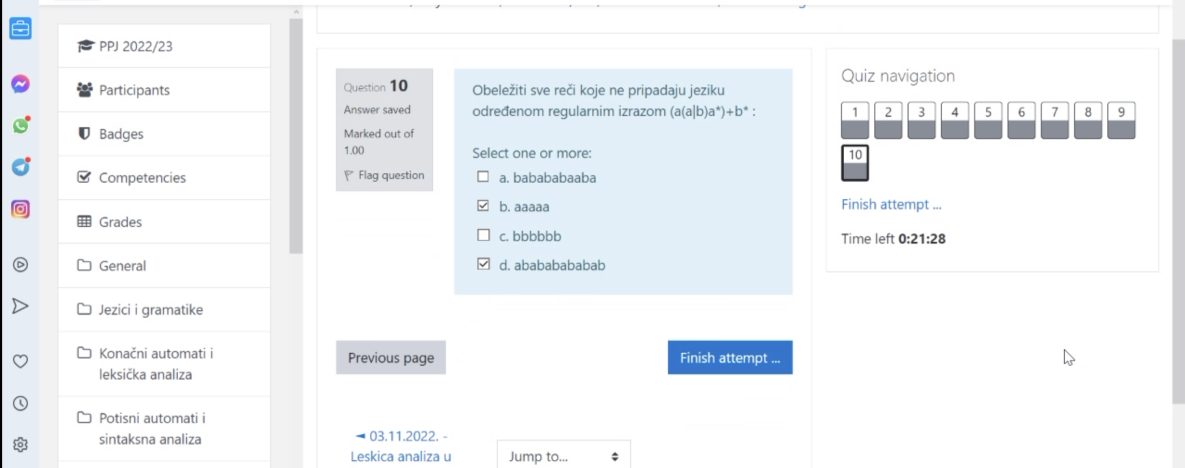 PPJ 2022/23
Participants
Badges
Competencies
Grades
General
Jezici i gramatike
Konačni automati i
leksička analiza
Potisni automati i
sintaksna analiza
Question 10
Answer saved
Marked out of
1.00
Flag question
Obeležiti sve reči koje ne pripadaju jeziku
određenom regularnim izrazom (a(a|b)a*)+b* :
Select one or more:
a. babababaaba
b. aaaaa
c. bbbbbb
d. ababababab
Previous page
Finish attempt ...
◄ 03.11.2022. -
Leskica analiza u
Jump to...
Quiz navigation
1 2 3 4 5 6 7 8 9
10
Finish attempt ...
Time left 0:21:28